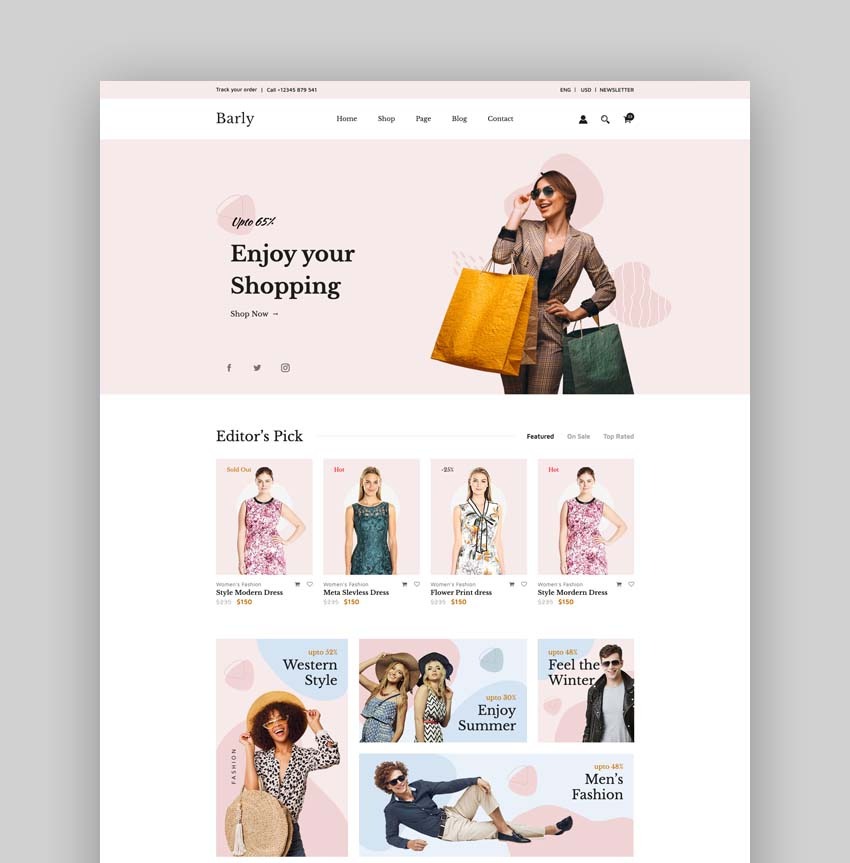 Track your order | Call +12345 879 541
ENG | USD | NEWSLETTER
Barly
Home Shop Page Blog Contact
Upto 65%
Enjoy your
Shopping
Shop Now →
Editor's Pick
Featured On Sale Top Rated
Sold Out
Women's Fashion
Style Modern Dress
$235 $150
Hot
Women's Fashion
Meta Slevless Dress
$235 $150
-25%
Women's Fashion
Flower Print dress
$235 $150
Hot
Women's Fashion
Style Mordern Dress
$235 $150
upto 52%
Western
Style
FASHION
upto 30%
Enjoy
Summer
upto 48%
Feel the
Winter
upto 48%
Men's
Fashion